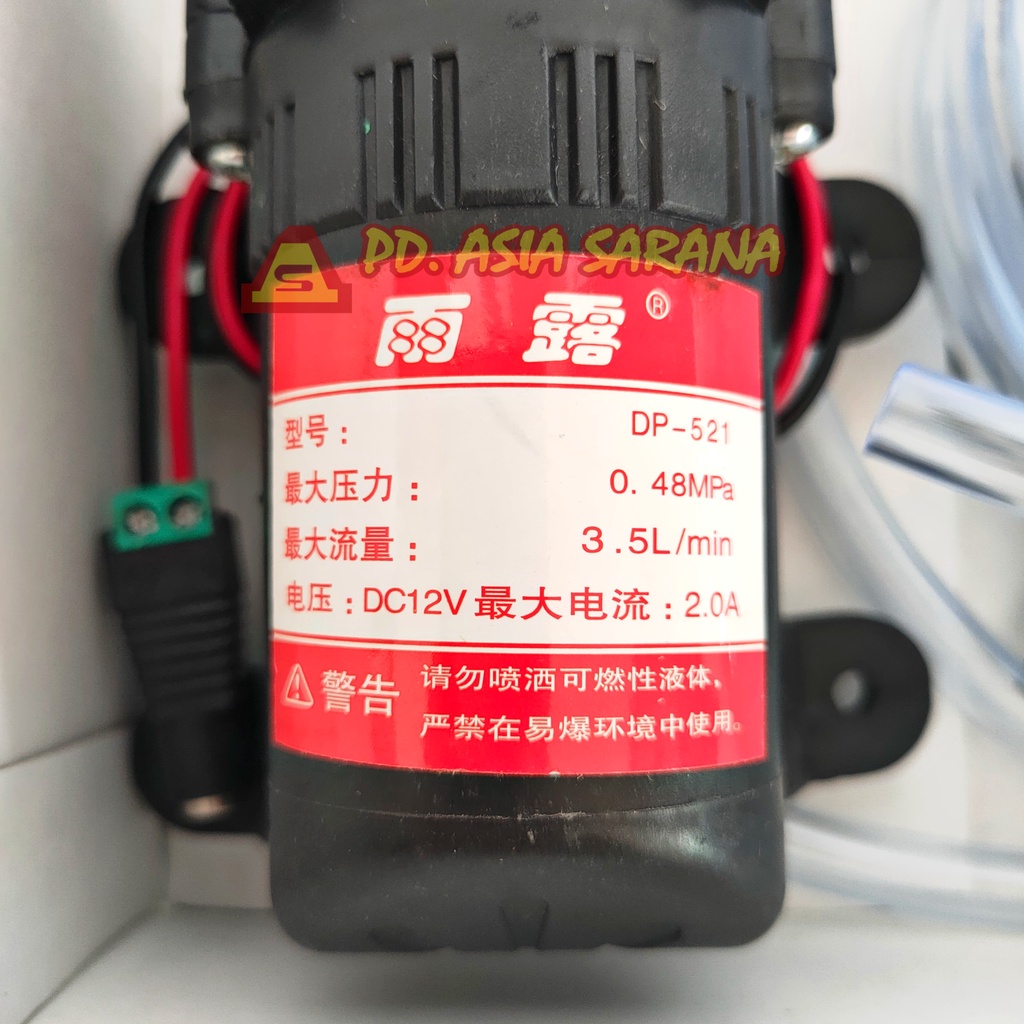 PD. ASIA SARANA
雨露®
型号： DP-521
最大压力： 0.48MPa
最大流量： 3.5L/min
电压：DC12V 最大电流：2.0A
警告 请勿喷洒可燃性液体，
严禁在易爆环境中使用。